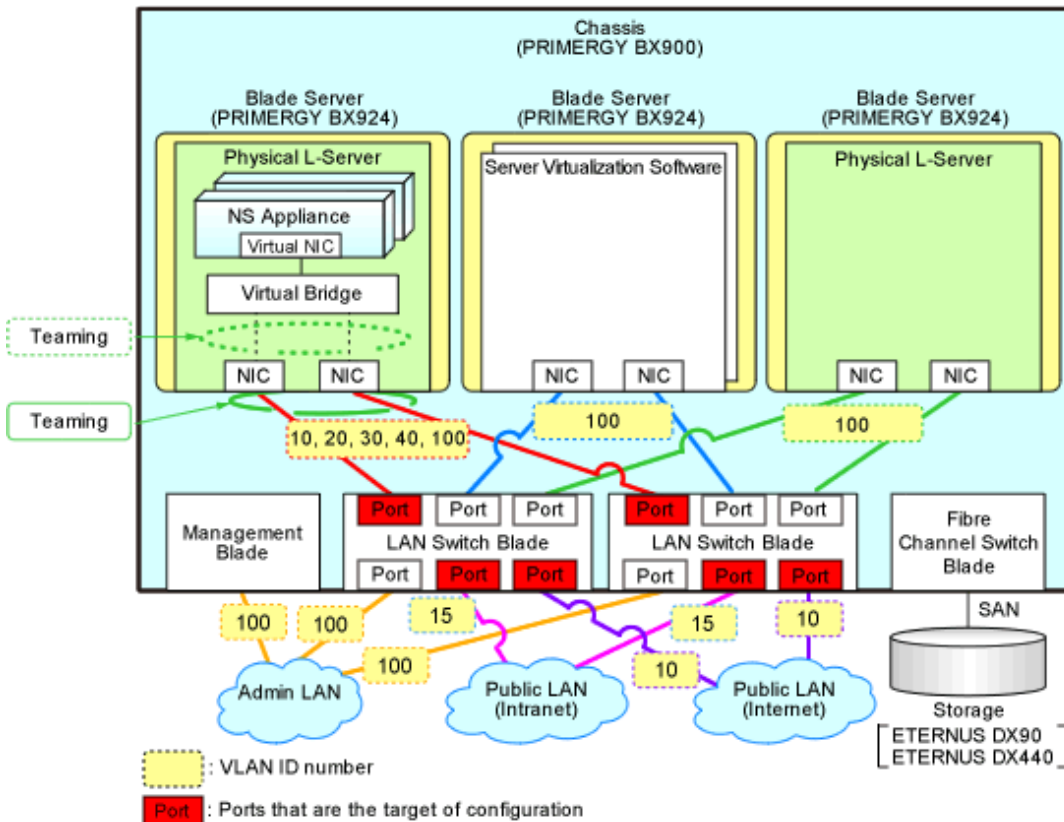 Chassis
(PRIMERGY BX900)
Blade Server
(PRIMERGY BX924)
Blade Server
(PRIMERGY BX924)
Blade Server
(PRIMERGY BX924)
Physical L-Server
Server Virtualization Software
Physical L-Server
NS Appliance
Virtual NIC
Virtual Bridge
Teaming
NIC
NIC
NIC
NIC
NIC
NIC
Teaming
10, 20, 30, 40, 100
100
100
Management
Blade
Port
Port
Port
LAN Switch Blade
Port
Port
Port
Port
Port
Port
LAN Switch Blade
Port
Port
Port
Fibre
Channel Switch
Blade
100
100
15
100
15
10
10
SAN
Admin LAN
Public LAN
(Intranet)
Public LAN
(Internet)
Storage
ETERNUS DX90
ETERNUS DX440
: VLAN ID number
Port : Ports that are the target of configuration